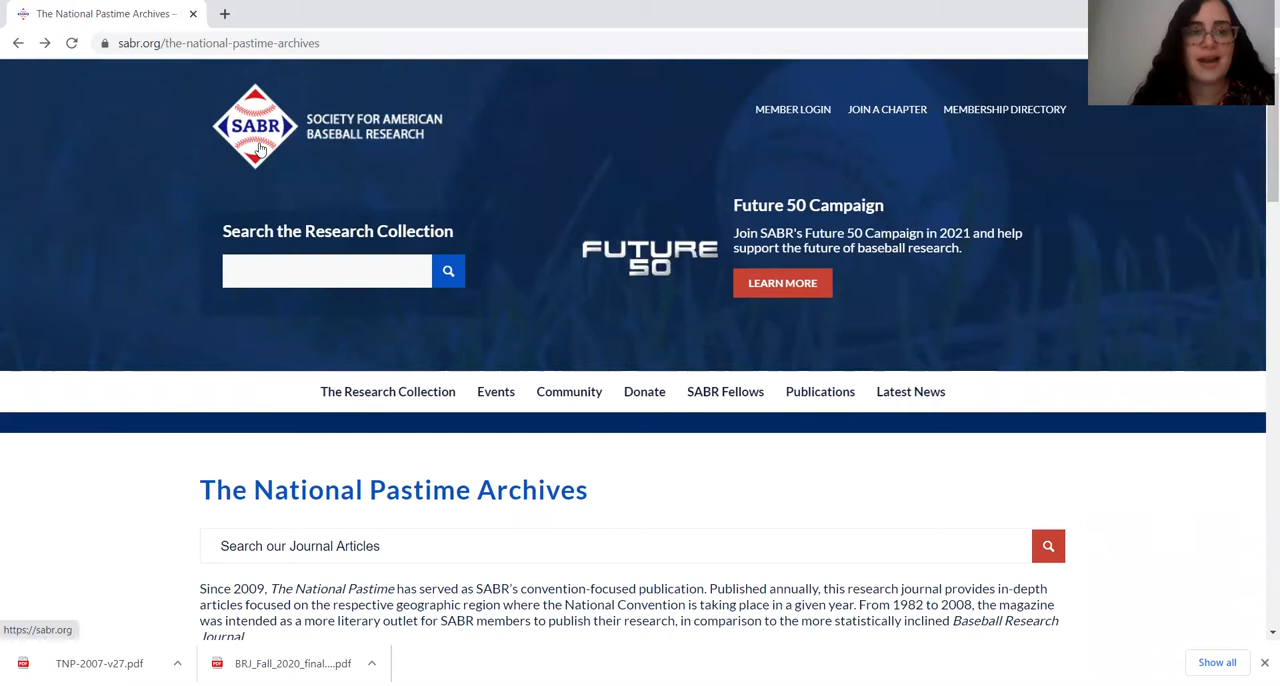 The National Pastime Archives –
sabr.org/the-national-pastime-archives
SABR
SOCIETY FOR AMERICAN
BASEBALL RESEARCH
MEMBER LOGIN JOIN A CHAPTER MEMBERSHIP DIRECTORY
Search the Research Collection
FUTURE
50
Future 50 Campaign
Join SABR's Future 50 Campaign in 2021 and help
support the future of baseball research.
LEARN MORE
The Research Collection Events Community Donate SABR Fellows Publications Latest News
The National Pastime Archives
Search our Journal Articles
Since 2009, The National Pastime has served as SABR's convention-focused publication. Published annually, this research journal provides in-depth
articles focused on the respective geographic region where the National Convention is taking place in a given year. From 1982 to 2008, the magazine
was intended as a more literary outlet for SABR members to publish their research, in comparison to the more statistically inclined Baseball Research
Journal
https://sabr.org
TNP-2007-v27.pdf
BRJ_Fall_2020_final....pdf
Show all